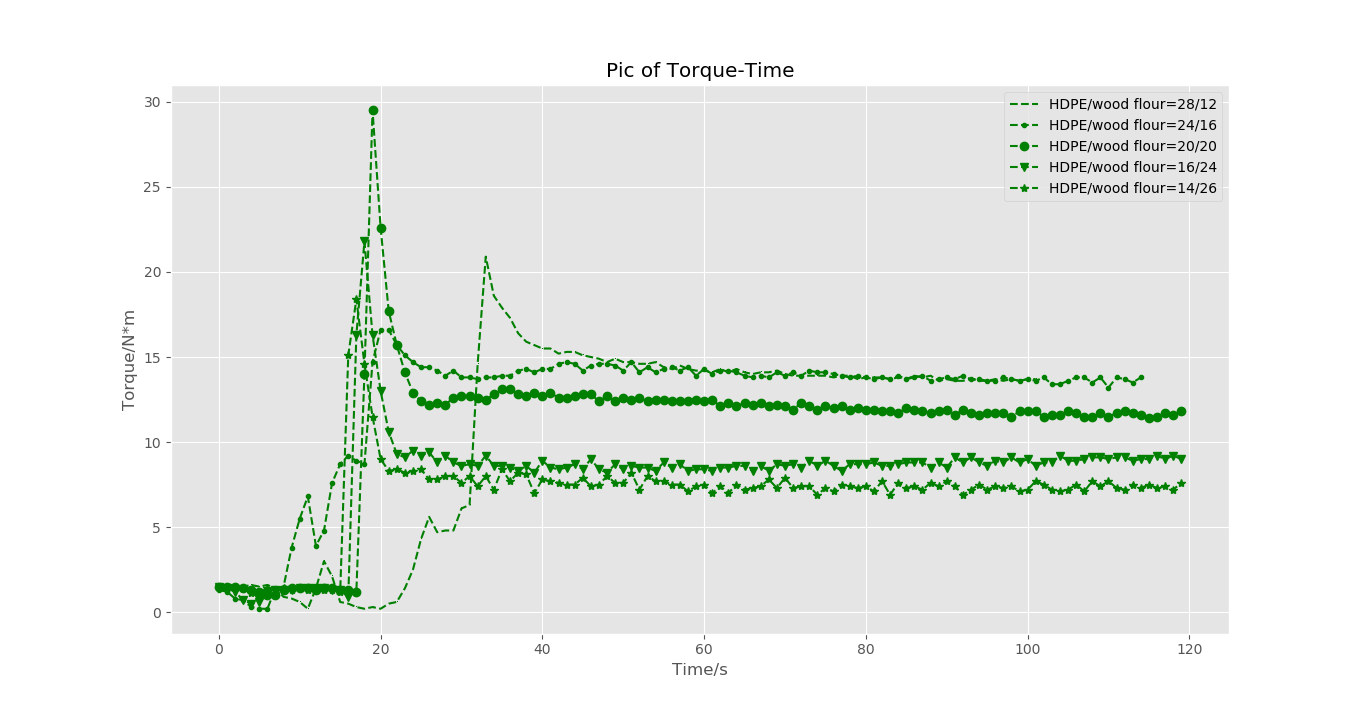 Pic of Torque-Time
HDPE/wood flour=28/12
HDPE/wood flour=24/16
HDPE/wood flour=20/20
HDPE/wood flour=16/24
HDPE/wood flour=14/26
30
25
20
15
10
5
0
Torque/N*m
0 20 40 60 80 100 120
Time/s